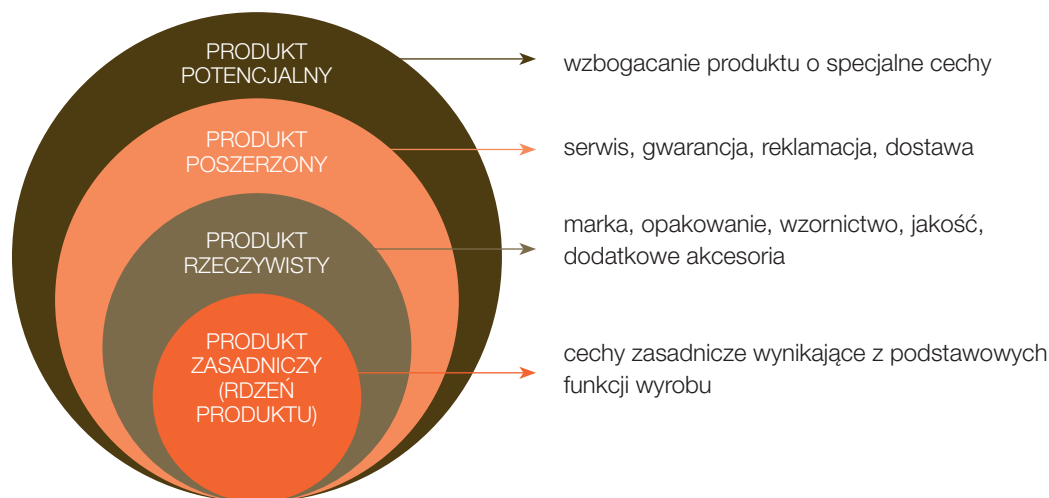 PRODUKT
POTENCJALNY
wzbogacanie produktu o specjalne cechy
PRODUKT
POSZERZONY
serwis, gwarancja, reklamacja, dostawa
PRODUKT
RZECZYWISTY
marka, opakowanie, wzornictwo, jakość,
dodatkowe akcesoria
PRODUKT
ZASADNICZY
(RDZEŃ
PRODUKTU)
cechy zasadnicze wynikające z podstawowych
funkcji wyrobu